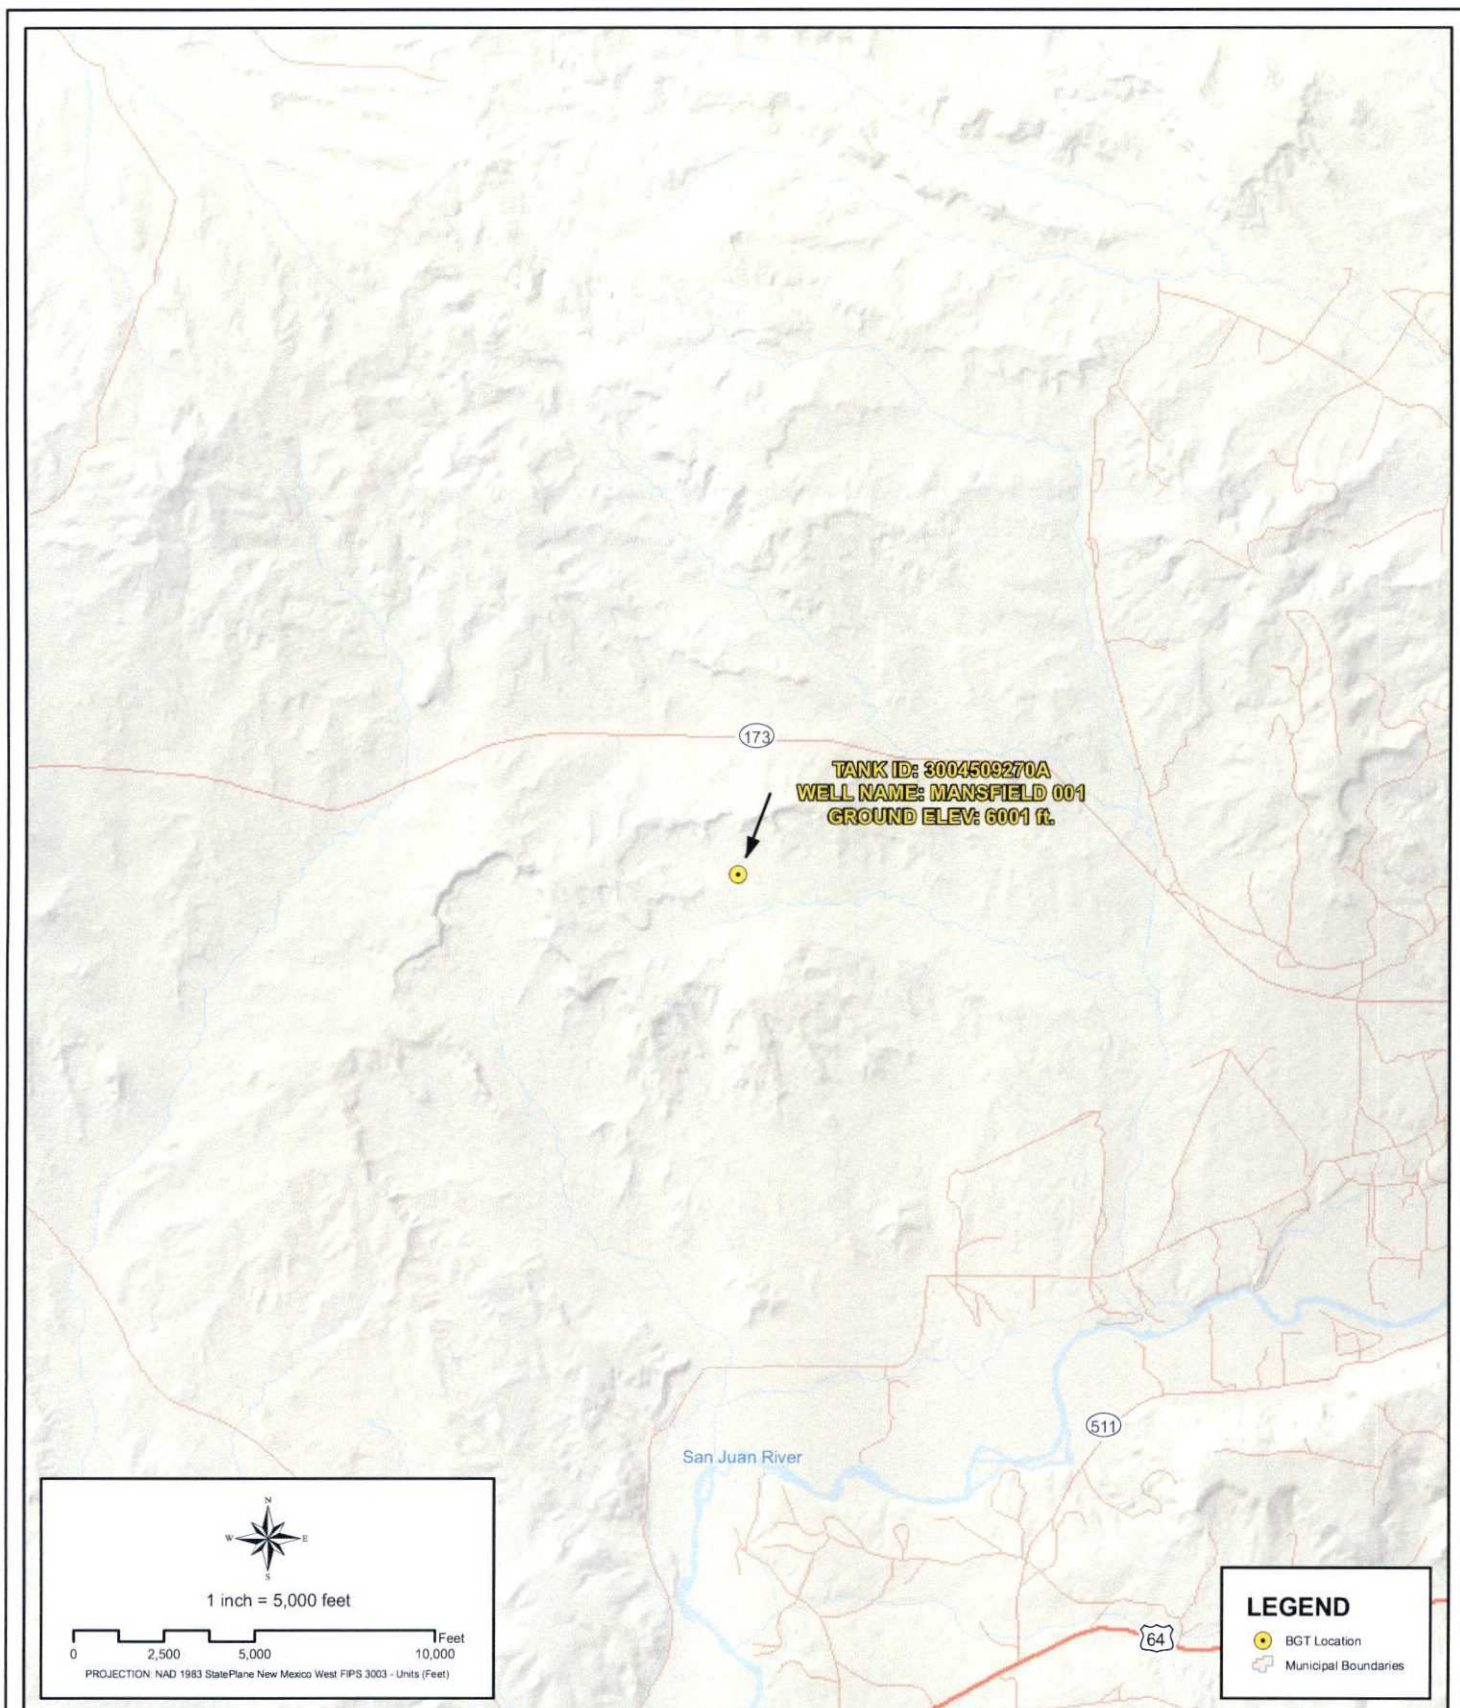 173
TANK ID: 3004509270A
WELL NAME: MANSFIELD 001
GROUND ELEV: 6001 ft.
511
San Juan River
N
W E
S
1 inch = 5,000 feet
Feet
0 2,500 5,000 10,000
PROJECTION: NAD 1983 StatePlane New Mexico West FIPS 3003 - Units (Feet)
64
LEGEND
BGT Location
Municipal Boundaries